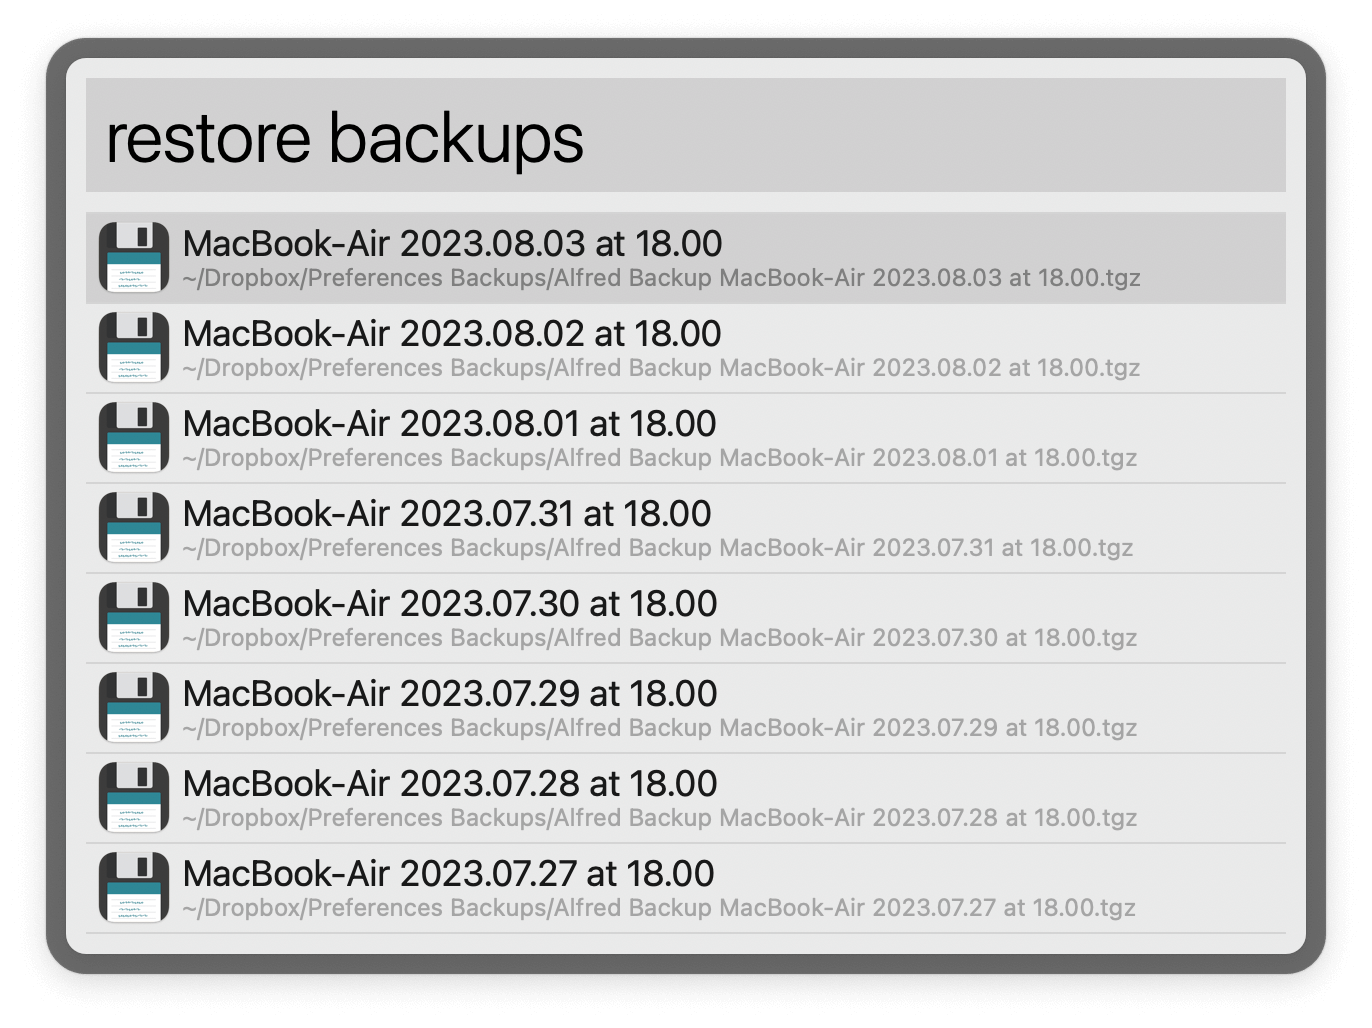 restore backups
MacBook-Air 2023.08.03 at 18.00
~/Dropbox/Preferences Backups/Alfred Backup MacBook-Air 2023.08.03 at 18.00.tgz
MacBook-Air 2023.08.02 at 18.00
~/Dropbox/Preferences Backups/Alfred Backup MacBook-Air 2023.08.02 at 18.00.tgz
MacBook-Air 2023.08.01 at 18.00
~/Dropbox/Preferences Backups/Alfred Backup MacBook-Air 2023.08.01 at 18.00.tgz
MacBook-Air 2023.07.31 at 18.00
~/Dropbox/Preferences Backups/Alfred Backup MacBook-Air 2023.07.31 at 18.00.tgz
MacBook-Air 2023.07.30 at 18.00
~/Dropbox/Preferences Backups/Alfred Backup MacBook-Air 2023.07.30 at 18.00.tgz
MacBook-Air 2023.07.29 at 18.00
~/Dropbox/Preferences Backups/Alfred Backup MacBook-Air 2023.07.29 at 18.00.tgz
MacBook-Air 2023.07.28 at 18.00
~/Dropbox/Preferences Backups/Alfred Backup MacBook-Air 2023.07.28 at 18.00.tgz
MacBook-Air 2023.07.27 at 18.00
~/Dropbox/Preferences Backups/Alfred Backup MacBook-Air 2023.07.27 at 18.00.tgz